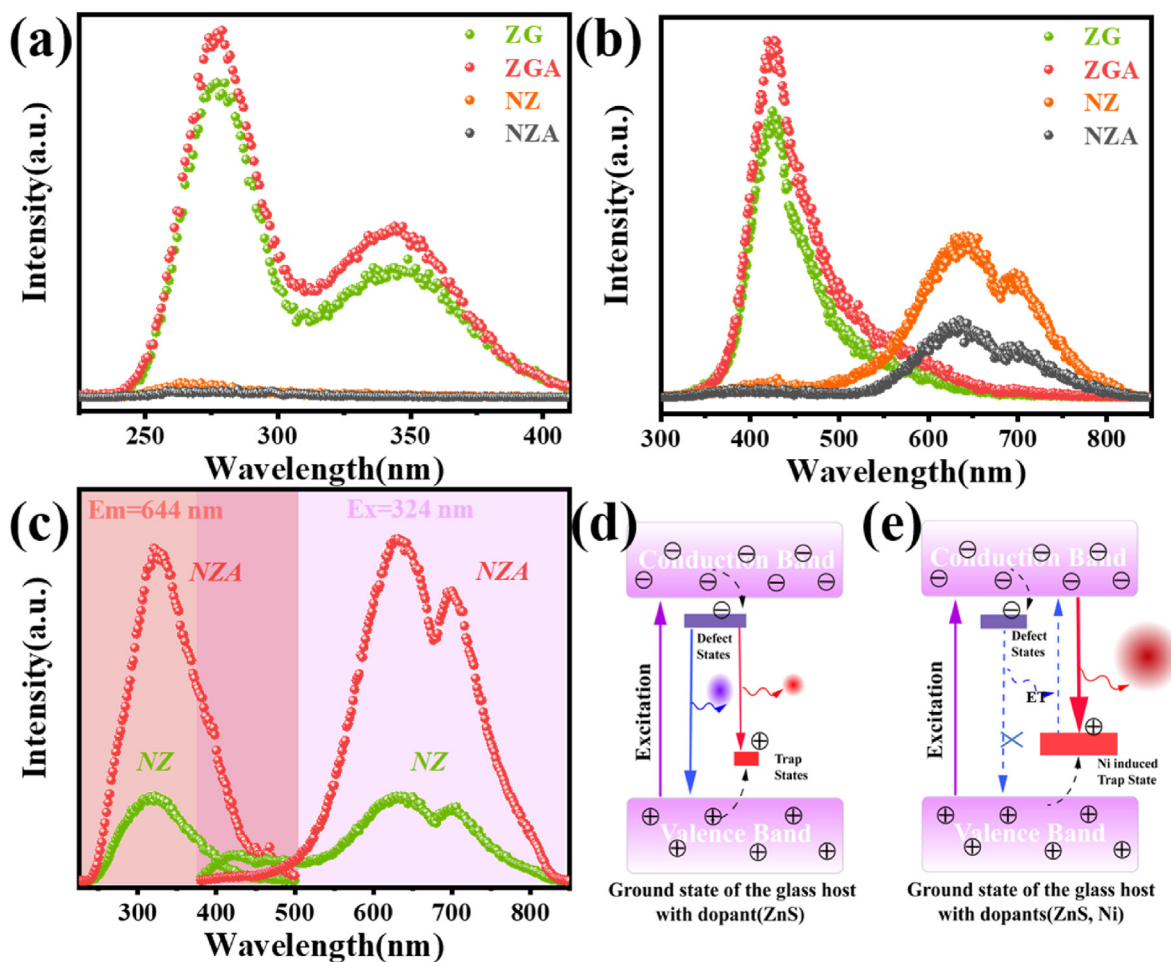 (a)
ZG
ZGA
NZ
NZA
Intensity(a.u.)
250 300 350 400
Wavelength(nm)
(b)
ZG
ZGA
NZ
NZA
Intensity(a.u.)
300 400 500 600 700 800
Wavelength(nm)
(c)
Em=644 nm
Ex=324 nm
NZA
NZA
NZ
NZ
Intensity(a.u.)
300 400 500 600 700 800
Wavelength(nm)
(d)
Conduction Band
Defect
States
Excitation
Trap
States
Valence Band
Ground state of the glass host
with dopant(ZnS)
(e)
Conduction Band
Defect
States
ET
Excitation
Ni induced
Trap State
Valence Band
Ground state of the glass host
with dopants(ZnS, Ni)